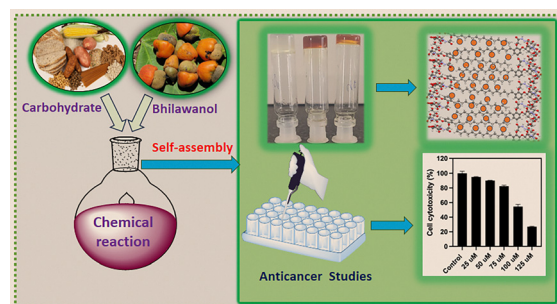 Carbohydrate
Bhilawanol
Self-assembly
Chemical
reaction
Anticancer Studies
Cell cytotoxicity (%)
120
100
80
60
40
20
0
Control
25 uM
50 uM
75 uM
100 uM
125 uM